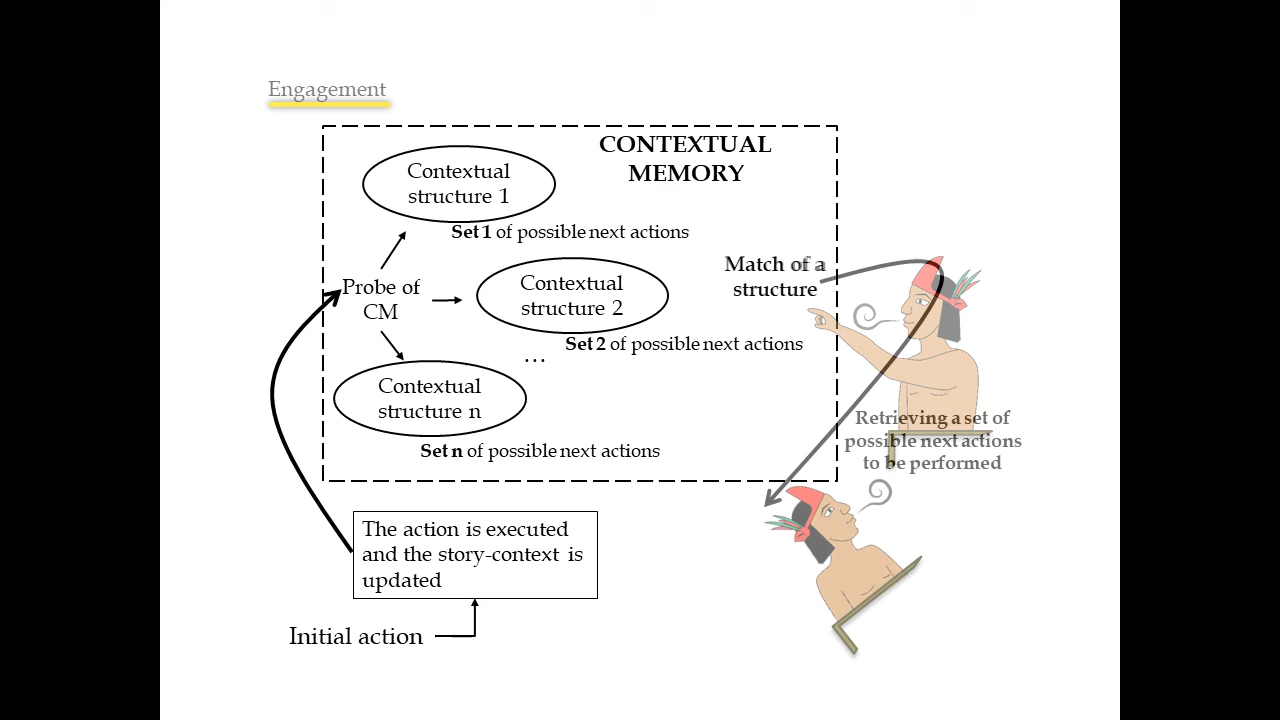 Engagement
CONTEXTUAL
MEMORY
Contextual
structure 1
Set 1 of possible next actions
Match of a
structure
Probe of
CM
Contextual
structure 2
Set 2 of possible next actions
...
Contextual
structure n
Set n of possible next actions
Retrieving a set of
possible next actions
to be performed
The action is executed
and the story-context is
updated
Initial action